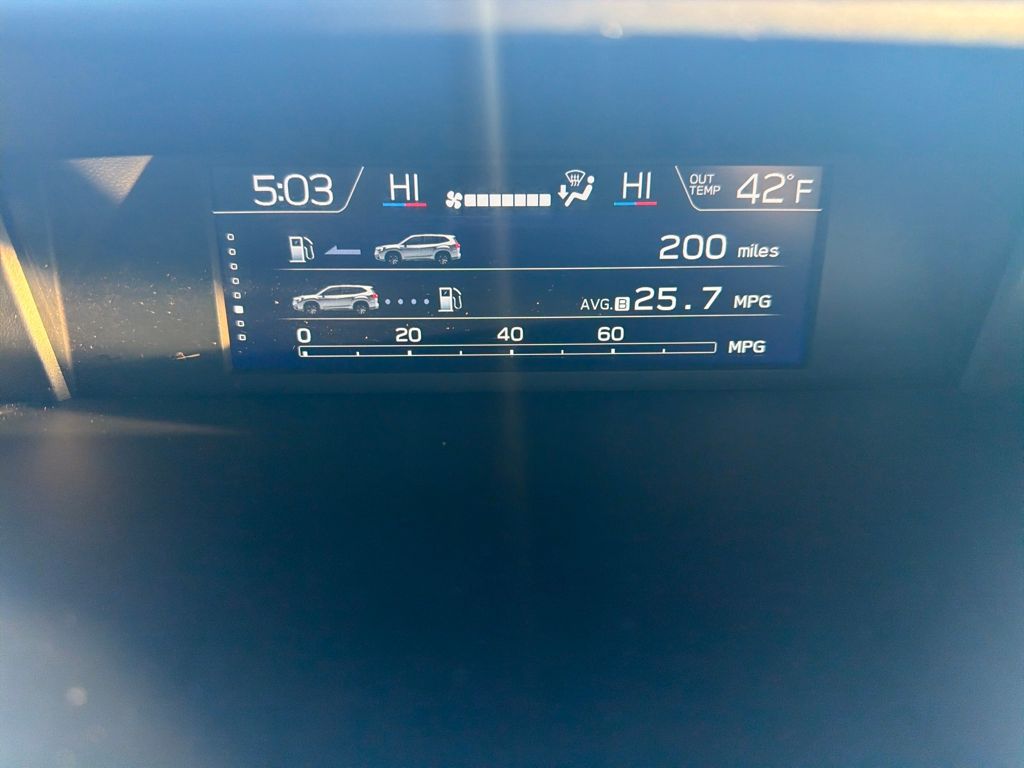 5:03 HI HI OUT TEMP 42°F
200 miles
AVG. B 25.7 MPG
0 20 40 60
MPG